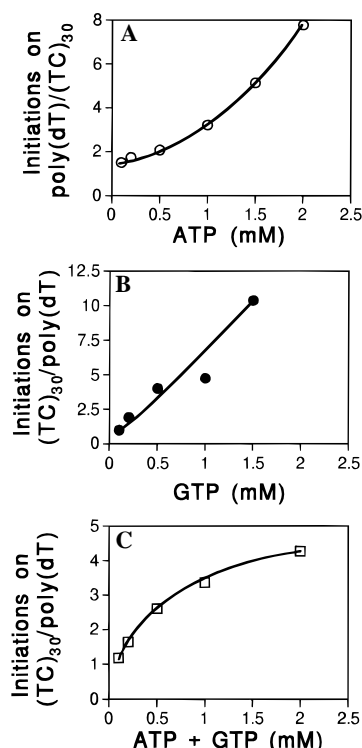 A
Initiations on
poly(dT)/(TC)30
8
6
4
2
0
0 0.5 1 1.5 2 2.5
ATP (mM)
B
Initiations on
(TC)30/poly(dT)
12.5
10
7.5
5
2.5
0
0 0.5 1 1.5 2 2.5
GTP (mM)
C
Initiations on
(TC)30/poly(dT)
5
4
3
2
1
0
0 0.5 1 1.5 2 2.5
ATP + GTP (mM)